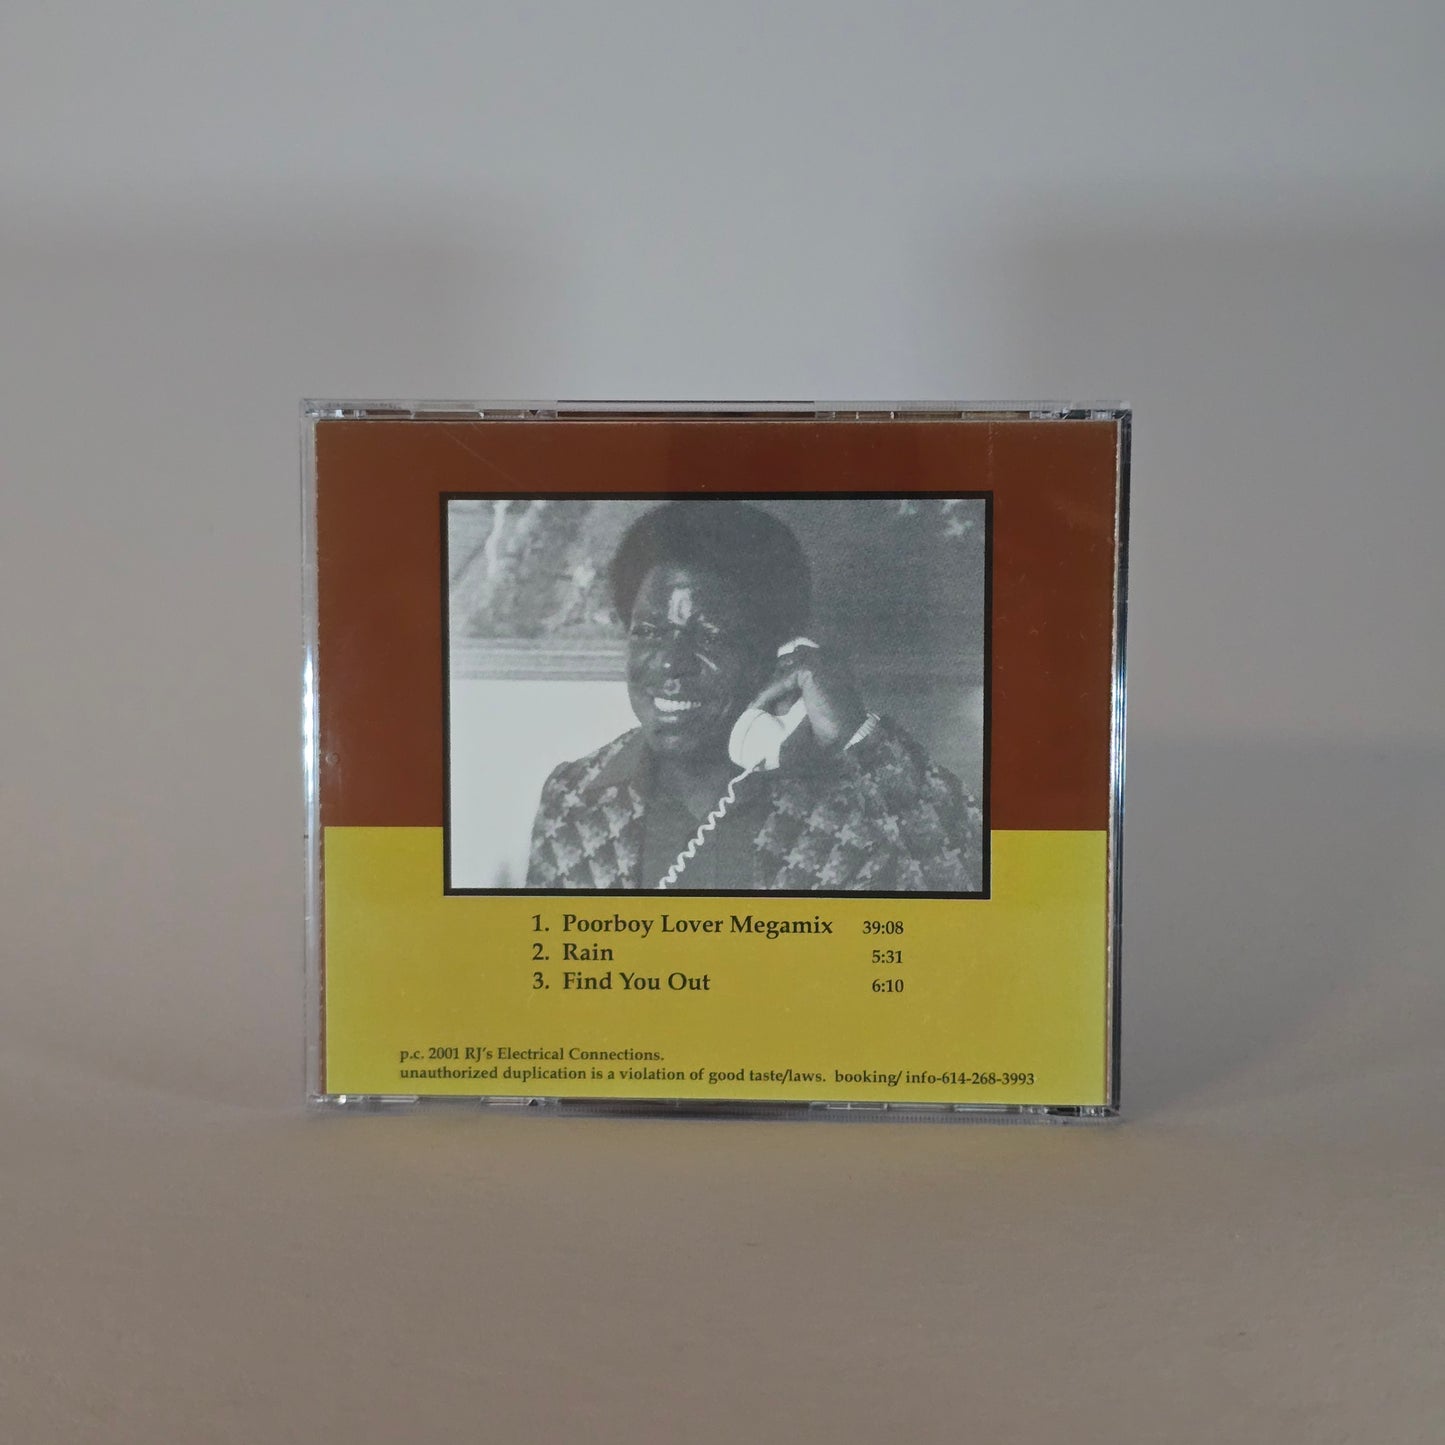 1. Poorboy Lover Megamix 39:08
2. Rain 5:31
3. Find You Out 6:10
p.c. 2001 RJ's Electrical Connections.
unauthorized duplication is a violation of good taste/laws. booking/ info-614-268-3993